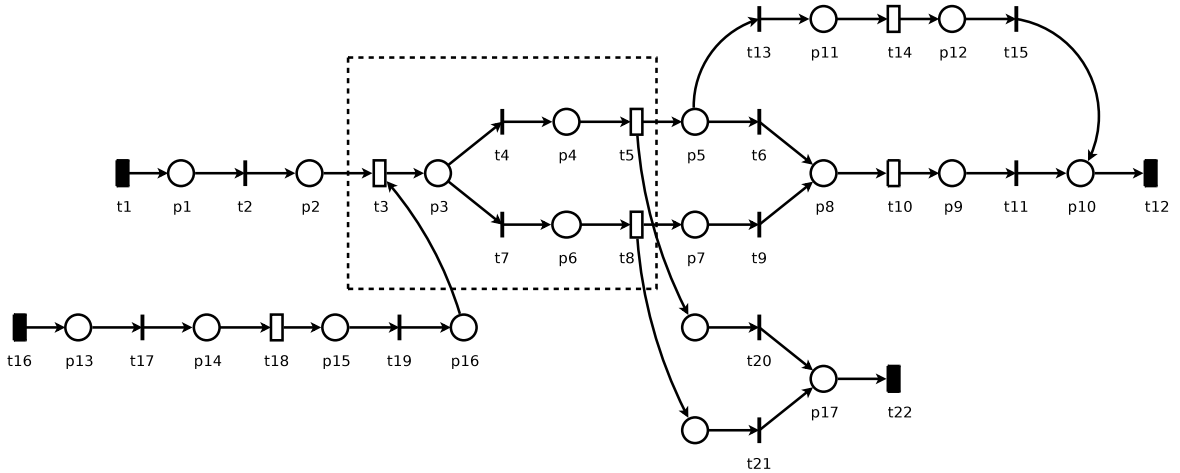 t13 p11 t14 p12 t15
t4 p4 t5 p5 t6
t1 p1 t2 p2 t3 p3 p8 t10 p9 t11 p10 t12
t7 p6 t8 p7 t9
t16 p13 t17 p14 t18 p15 t19 p16 t20
p17 t22
t21